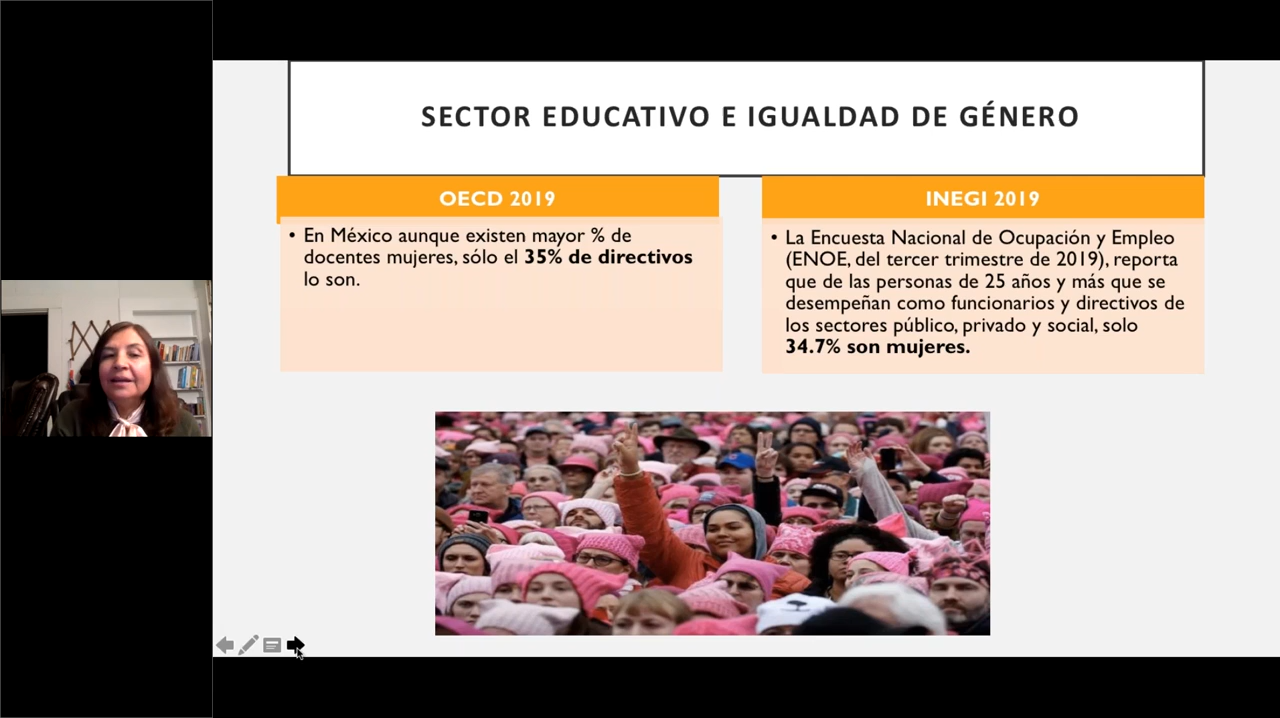 SECTOR EDUCATIVO E IGUALDAD DE GÉNERO
OECD 2019
• En México aunque existen mayor % de
docentes mujeres, sólo el 35% de directivos
lo son.
INEGI 2019
• La Encuesta Nacional de Ocupación y Empleo
(ENOE, del tercer trimestre de 2019), reporta
que de las personas de 25 años y más que se
desempeñan como funcionarios y directivos de
los sectores público, privado y social, solo
34.7% son mujeres.